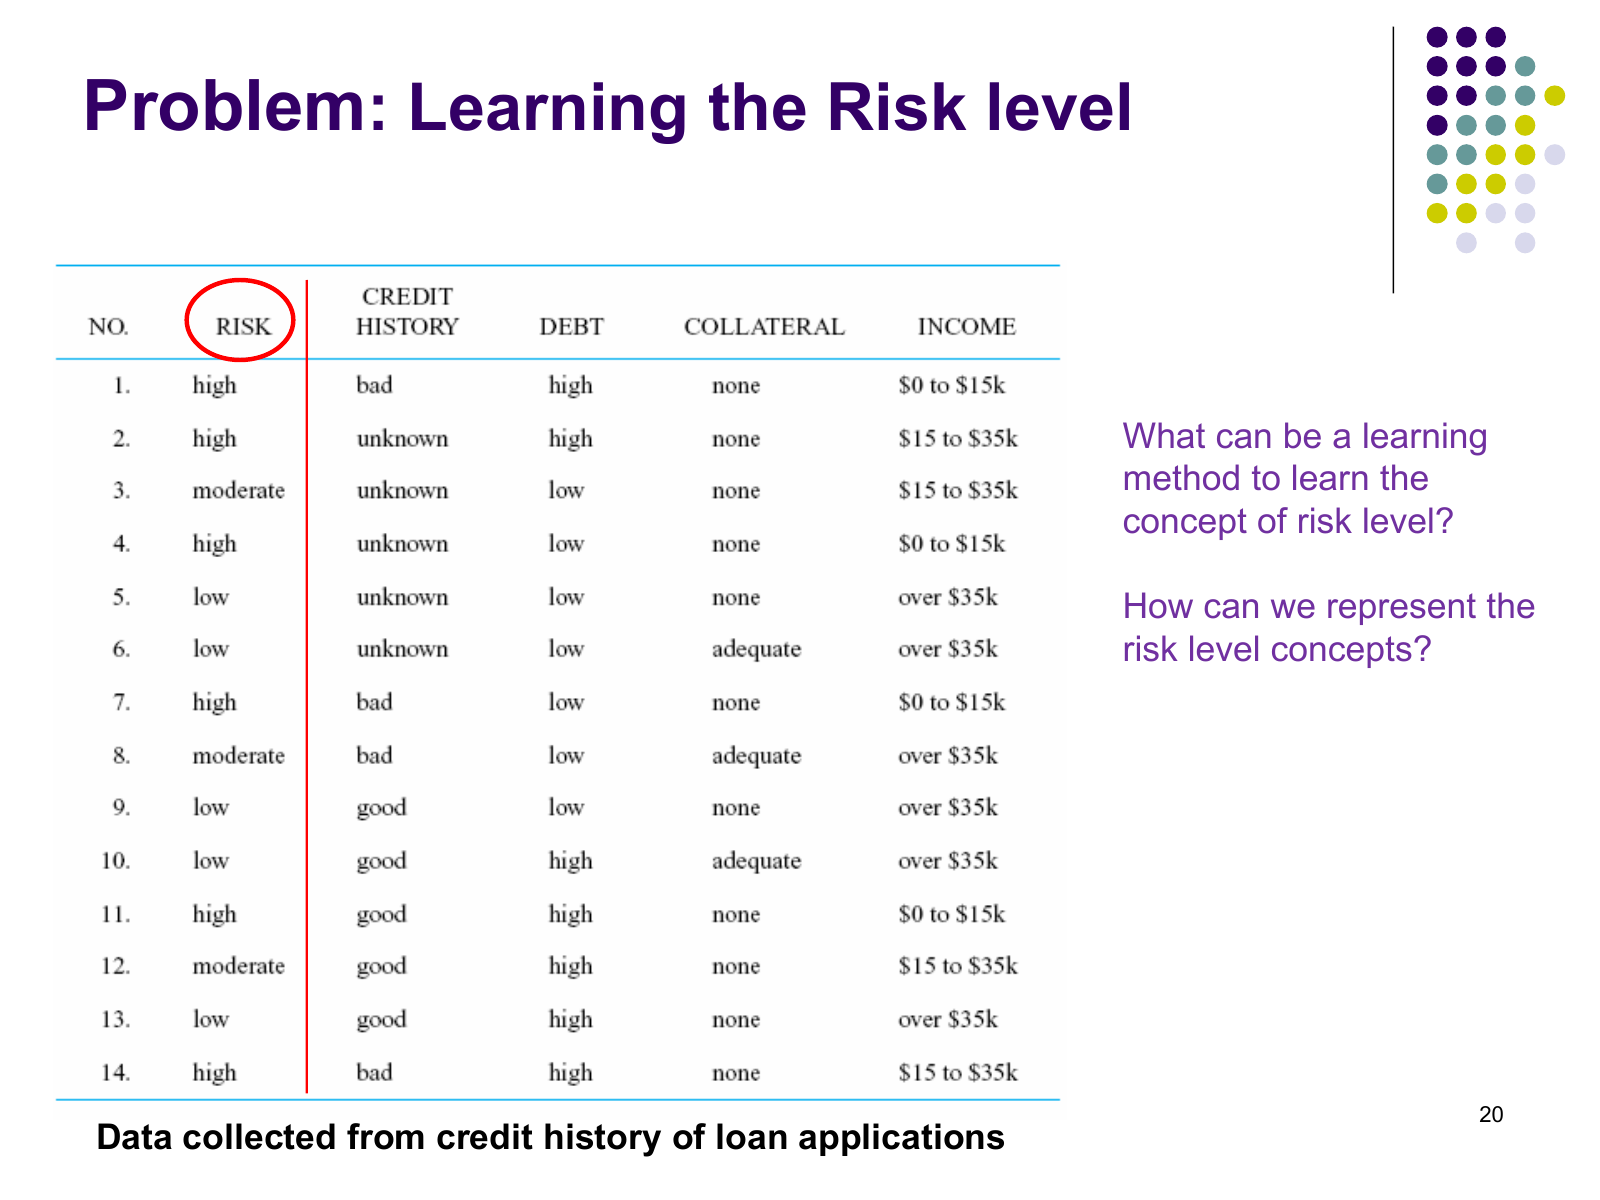 Problem: Learning the Risk level
NO. RISK CREDIT HISTORY DEBT COLLATERAL INCOME
1. high bad high none $0 to $15k
2. high unknown high none $15 to $35k
3. moderate unknown low none $15 to $35k
4. high unknown low none $0 to $15k
5. low unknown low none over $35k
6. low unknown low adequate over $35k
7. high bad low none $0 to $15k
8. moderate bad low adequate over $35k
9. low good low none over $35k
10. low good high adequate over $35k
11. high good high none $0 to $15k
12. moderate good high none $15 to $35k
13. low good high none over $35k
14. high bad high none $15 to $35k
Data collected from credit history of loan applications
What can be a learning
method to learn the
concept of risk level?
How can we represent the
risk level concepts?
20